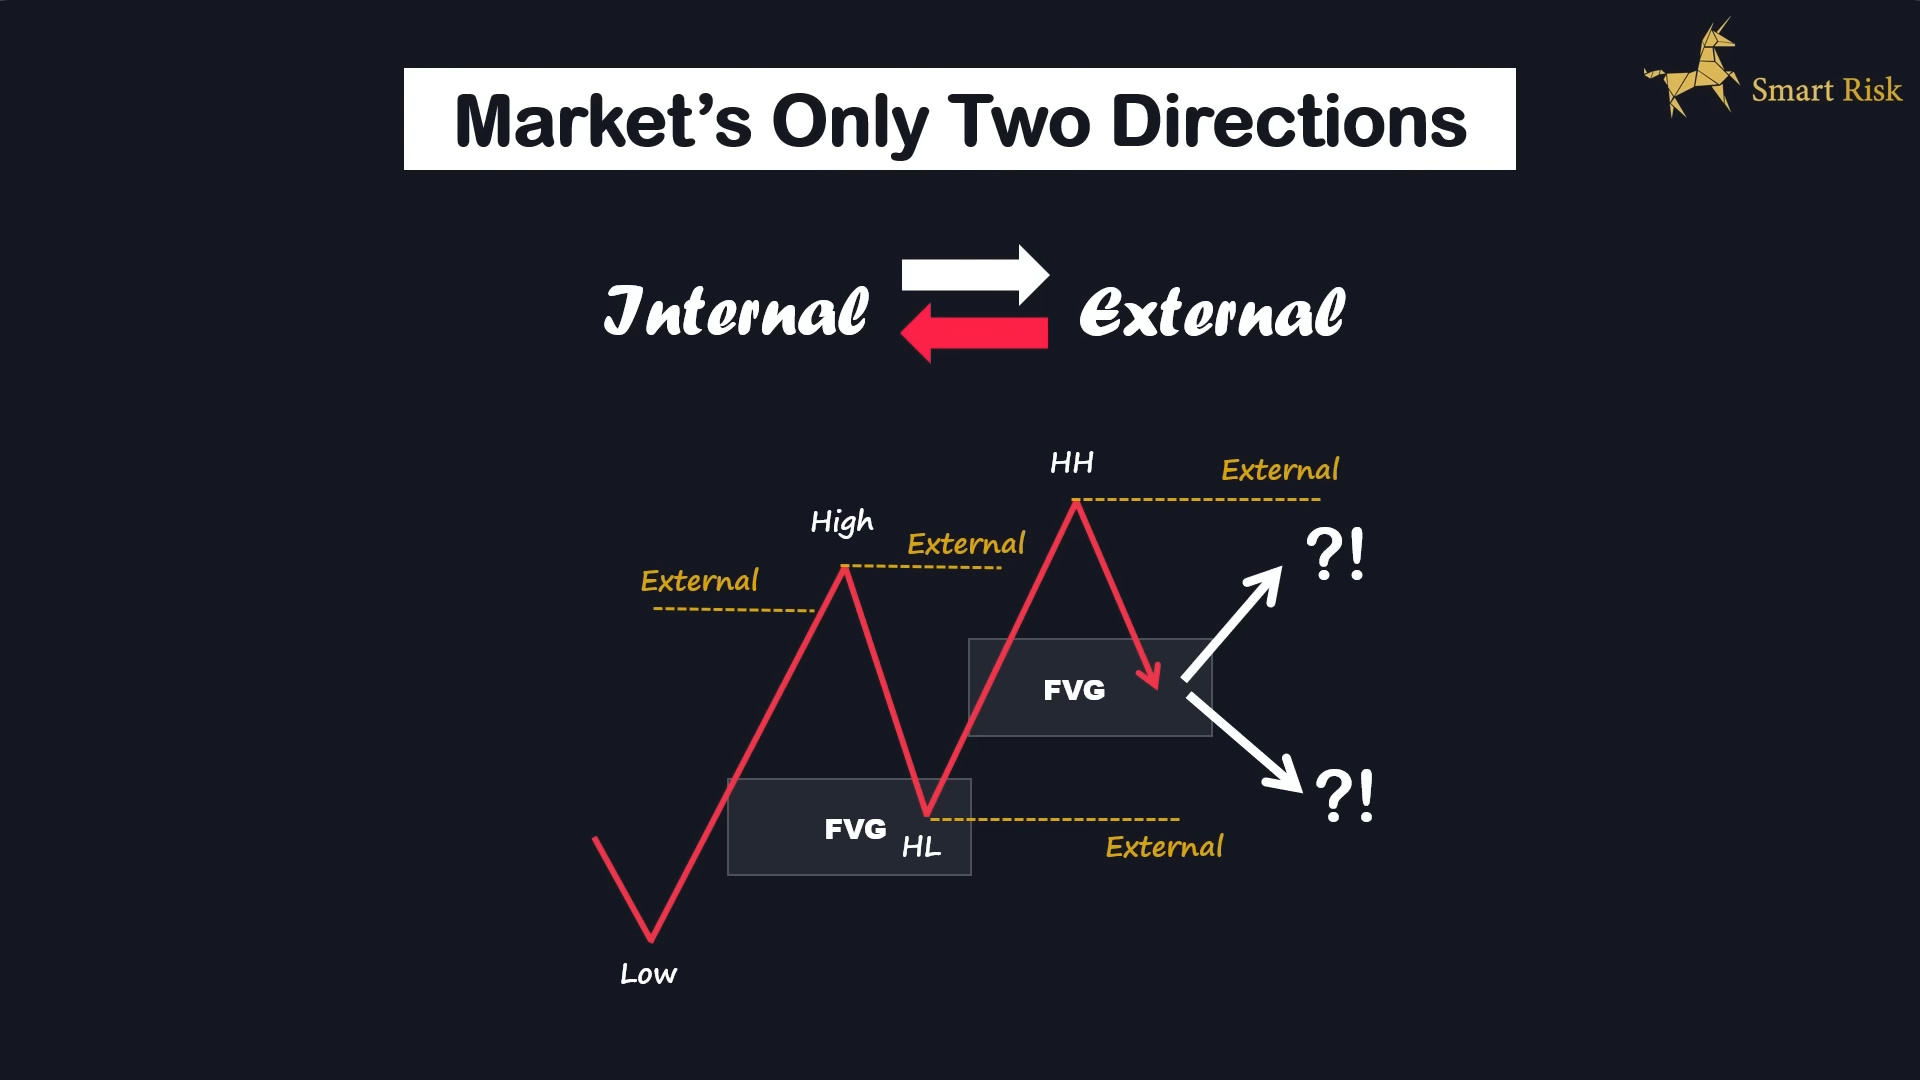 Smart Risk
Market's Only Two Directions
Internal
External
HH
External
High
External
External
?!
FVG
FVG
HL
External
?!
Low